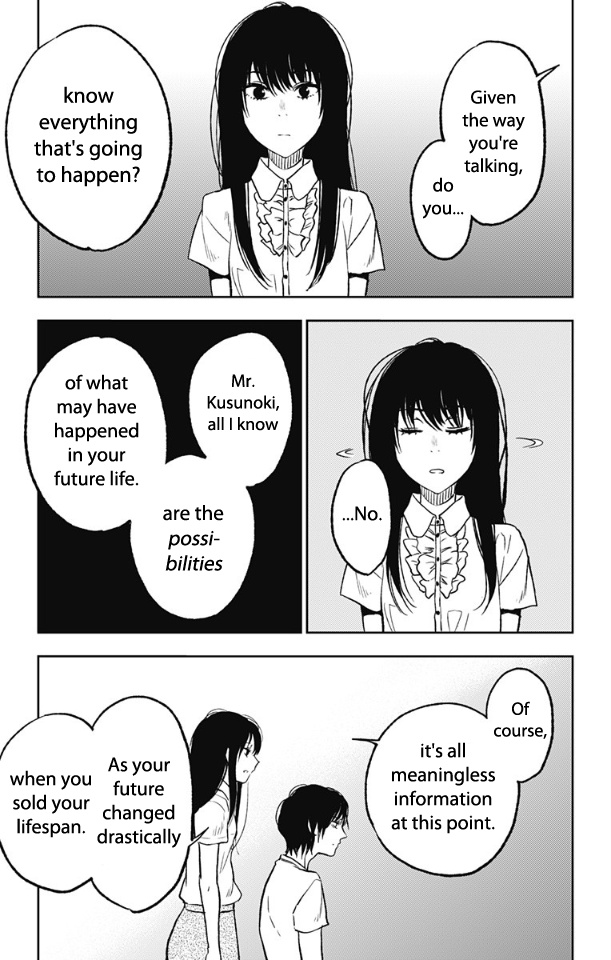 Given
the way
you're
talking,
do
you...
know
everything
that's going
to happen?
...No.
Mr.
Kusunoki,
all I know
are the
possi-
bilities
of what
may have
happened
in your
future life.
Of
course,
it's all
meaningless
information
at this point.
As your
future
changed
drastically
when you
sold your
lifespan.